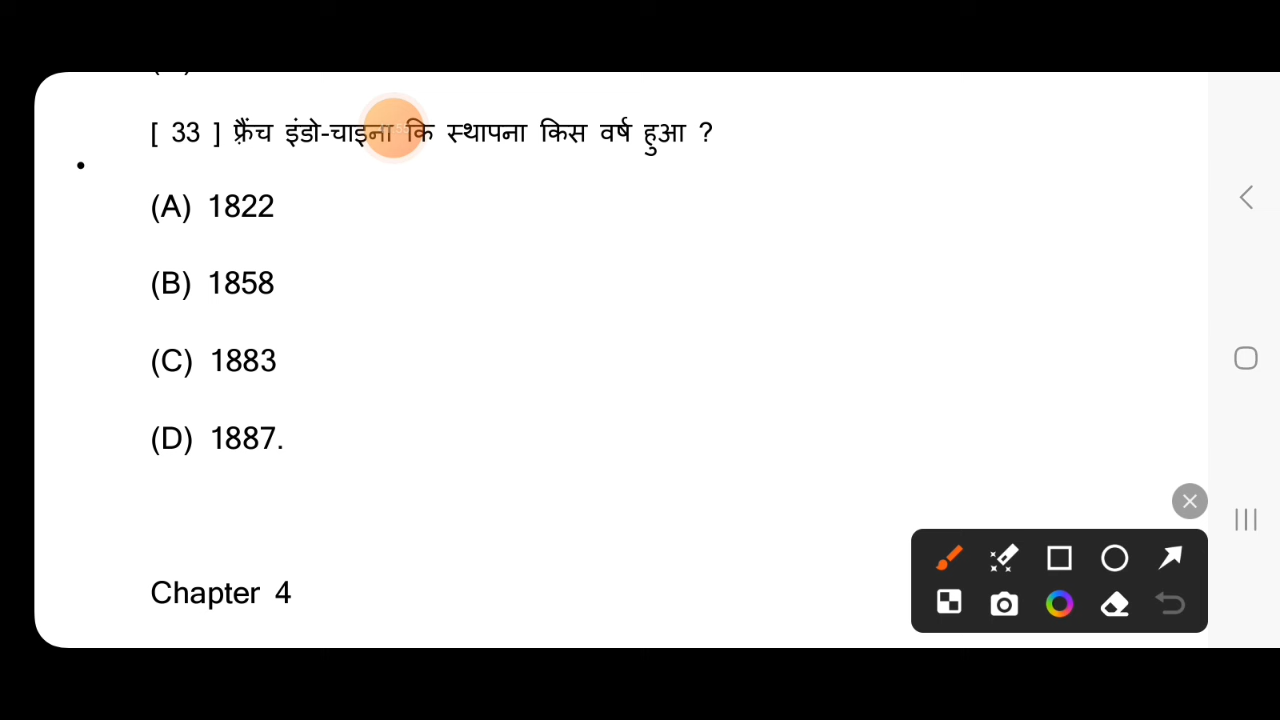 [ 33 ] फ़्रैंच इंडो-चाइना कि स्थापना किस वर्ष हुआ ?
(A) 1822
(B) 1858
(C) 1883
(D) 1887.
Chapter 4